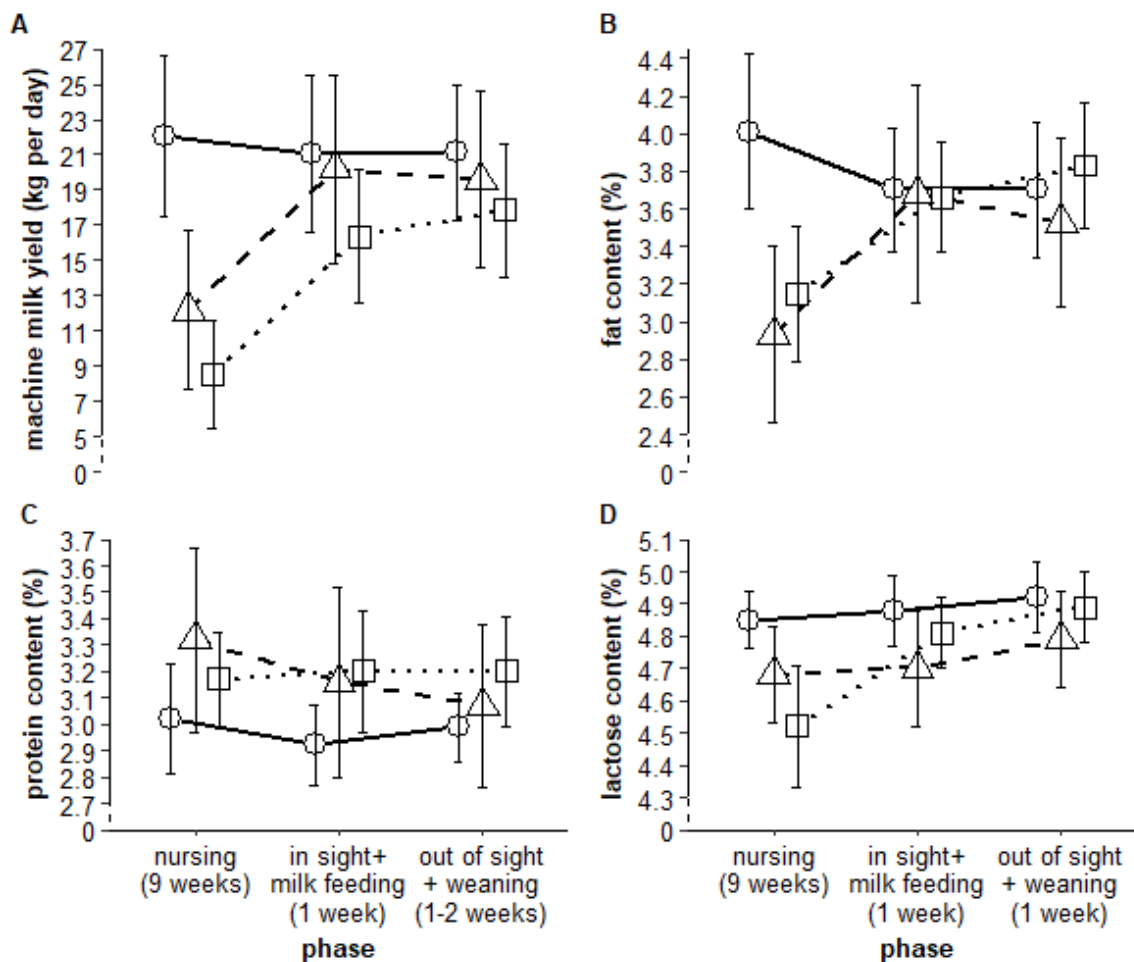 A
machine milk yield (kg per day)
27
25
23
21
19
17
15
13
11
9
7
5
0
B
fat content (%)
4.4
4.2
4.0
3.8
3.6
3.4
3.2
3.0
2.8
2.6
2.4
0
C
protein content (%)
3.7
3.6
3.5
3.4
3.3
3.2
3.1
3.0
2.9
2.8
2.7
0
nursing
(9 weeks)
in sight+
milk feeding
(1 week)
out of sight
+ weaning
(1-2 weeks)
phase
D
lactose content (%)
5.1
5.0
4.9
4.8
4.7
4.6
4.5
4.4
4.3
0
nursing
(9 weeks)
in sight+
milk feeding
(1 week)
out of sight
+ weaning
(1 week)
phase